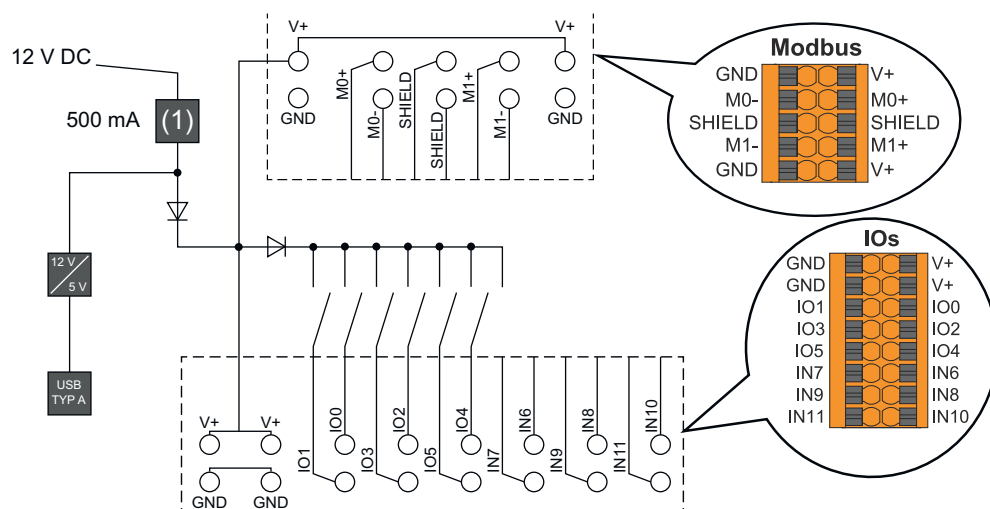 12 V DC
500 mA
(1)
12 V
5 V
USB
TYP A
V+
V+
GND
GND
M0+
M0-
SHIELD
SHIELD
M1+
M1-
Modbus
GND V+
M0- M0+
SHIELD SHIELD
M1- M1+
GND V+
IOs
GND V+
GND V+
IO1 IO0
IO3 IO2
IO5 IO4
IN7 IN6
IN9 IN8
IN11 IN10
V+
V+
GND
GND
IO1
IO0
IO3
IO2
IO5
IO4
IN7
IN6
IN9
IN8
IN11
IN10